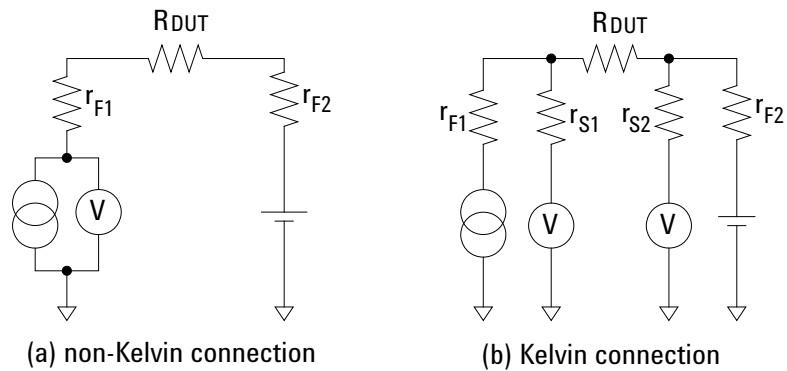 RDUT
rF1
rF2
V
(a) non-Kelvin connection
RDUT
rF1
rS1
rS2
rF2
V
V
(b) Kelvin connection